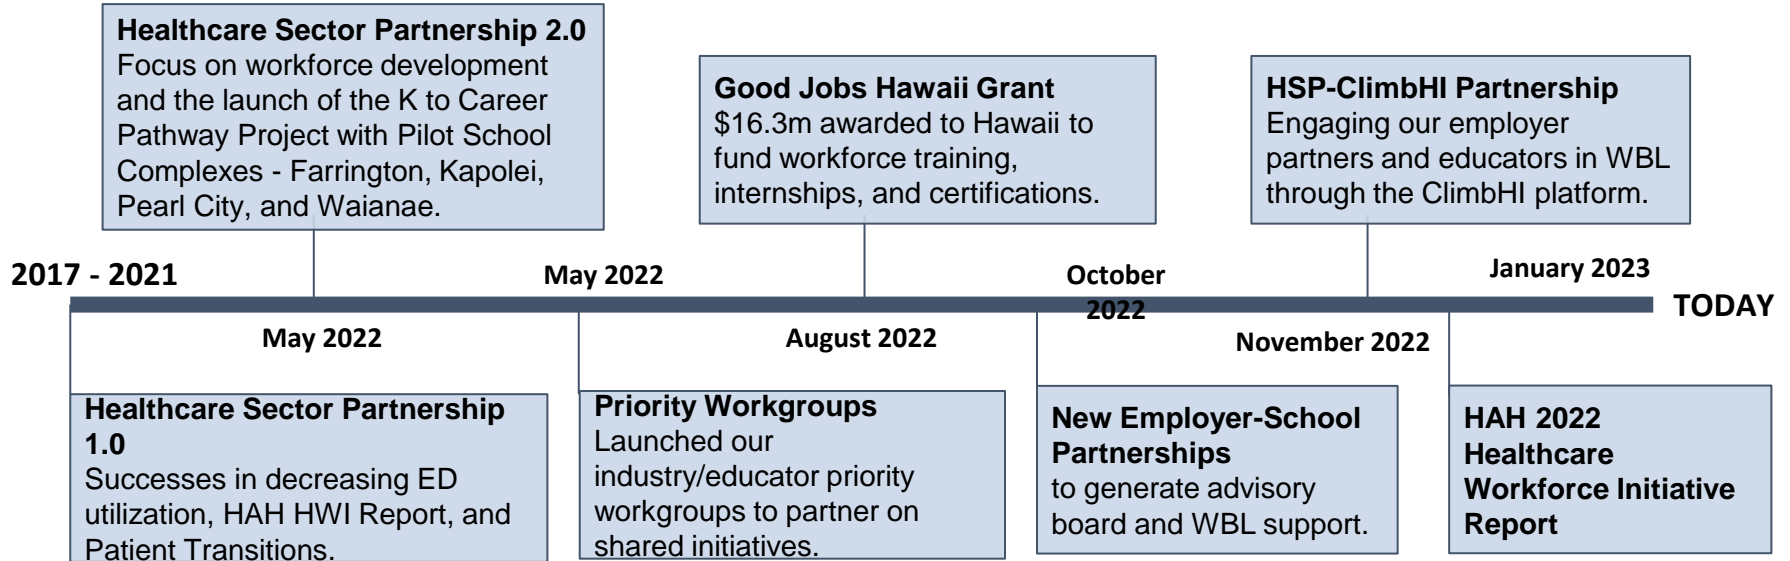 Healthcare Sector Partnership 2.0
Focus on workforce development
and the launch of the K to Career
Pathway Project with Pilot School
Complexes - Farrington, Kapolei,
Pearl City, and Waianae.
Good Jobs Hawaii Grant
$16.3m awarded to Hawaii to
fund workforce training,
internships, and certifications.
HSP-ClimbHI Partnership
Engaging our employer
partners and educators in WBL
through the ClimbHI platform.
2017 - 2021
May 2022
October
2022
January 2023
TODAY
May 2022
August 2022
November 2022
Healthcare Sector Partnership
1.0
Successes in decreasing ED
utilization, HAH HWI Report, and
Patient Transitions.
Priority Workgroups
Launched our
industry/educator priority
workgroups to partner on
shared initiatives.
New Employer-School
Partnerships
to generate advisory
board and WBL support.
HAH 2022
Healthcare
Workforce Initiative
Report